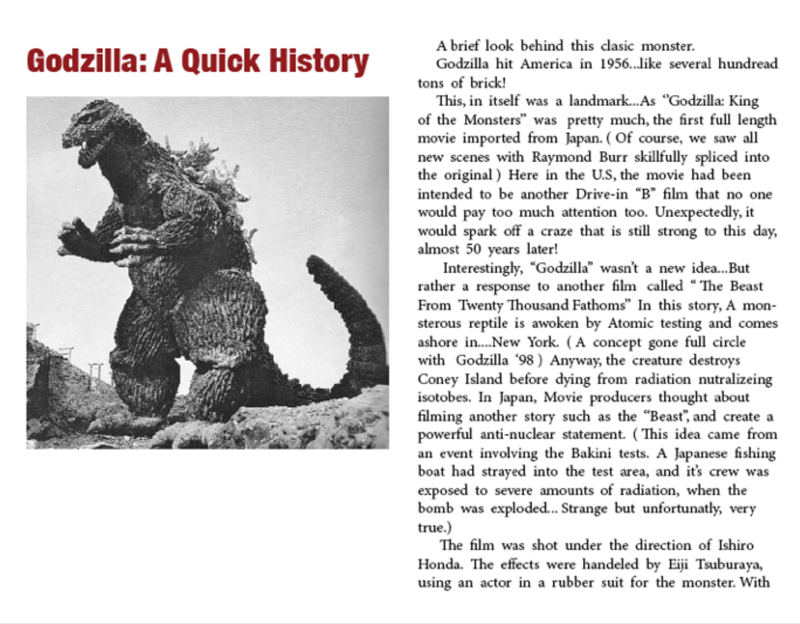 Godzilla: A Quick History
A brief look behind this clasic monster.
Godzilla hit America in 1956...like several hundread
tons of brick!
This, in itself was a landmark...As “Godzilla: King
of the Monsters” was pretty much, the first full length
movie imported from Japan. ( Of course, we saw all
new scenes with Raymond Burr skillfully spliced into
the original ) Here in the U.S, the movie had been
intended to be another Drive-in “B” film that no one
would pay too much attention too. Unexpectedly, it
would spark off a craze that is still strong to this day,
almost 50 years later!
Interestingly, “Godzilla” wasn’t a new idea...But
rather a response to another film called “ The Beast
From Twenty Thousand Fathoms” In this story, A mon-
sterous reptile is awoken by Atomic testing and comes
ashore in....New York. ( A concept gone full circle
with Godzilla ‘98 ) Anyway, the creature destroys
Coney Island before dying from radiation nutralizeing
isotobes. In Japan, Movie producers thought about
filming another story such as the “Beast”, and create a
powerful anti-nuclear statement. ( This idea came from
an event involving the Bakini tests. A Japanese fishing
boat had strayed into the test area, and it’s crew was
exposed to severe amounts of radiation, when the
bomb was exploded... Strange but unfortunatly, very
true.)
The film was shot under the direction of Ishiro
Honda. The effects were handeled by Eiji Tsuburaya,
using an actor in a rubber suit for the monster. With